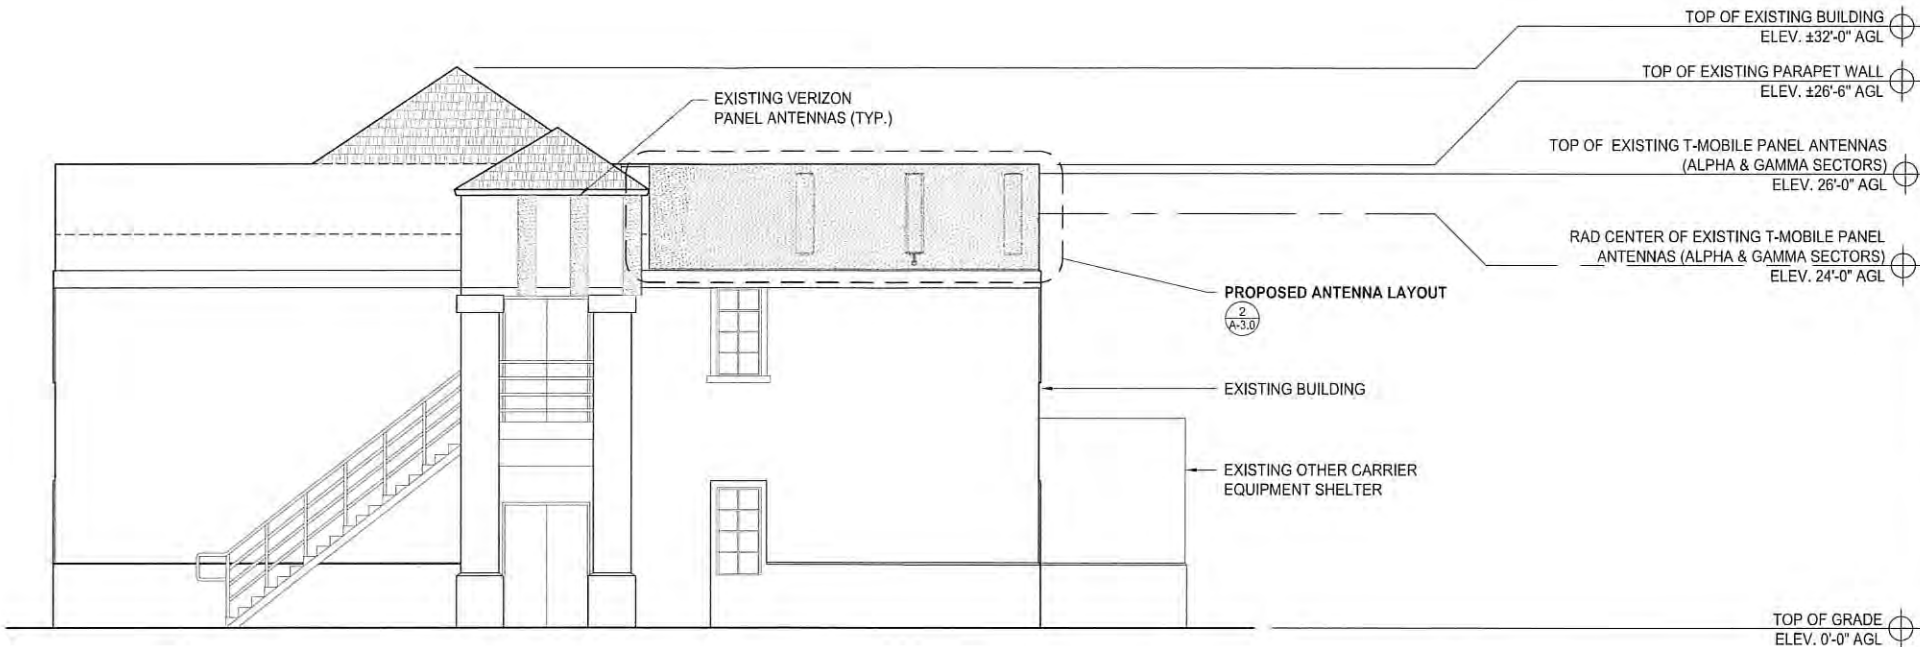 TOP OF EXISTING BUILDING
ELEV. ±32'-0" AGL
TOP OF EXISTING PARAPET WALL
ELEV. ±26'-6" AGL
EXISTING VERIZON
PANEL ANTENNAS (TYP.)
TOP OF EXISTING T-MOBILE PANEL ANTENNAS
(ALPHA & GAMMA SECTORS)
ELEV. 26'-0" AGL
RAD CENTER OF EXISTING T-MOBILE PANEL
ANTENNAS (ALPHA & GAMMA SECTORS)
ELEV. 24'-0" AGL
PROPOSED ANTENNA LAYOUT
2
A-3.0
EXISTING BUILDING
EXISTING OTHER CARRIER
EQUIPMENT SHELTER
TOP OF GRADE
ELEV. 0'-0" AGL